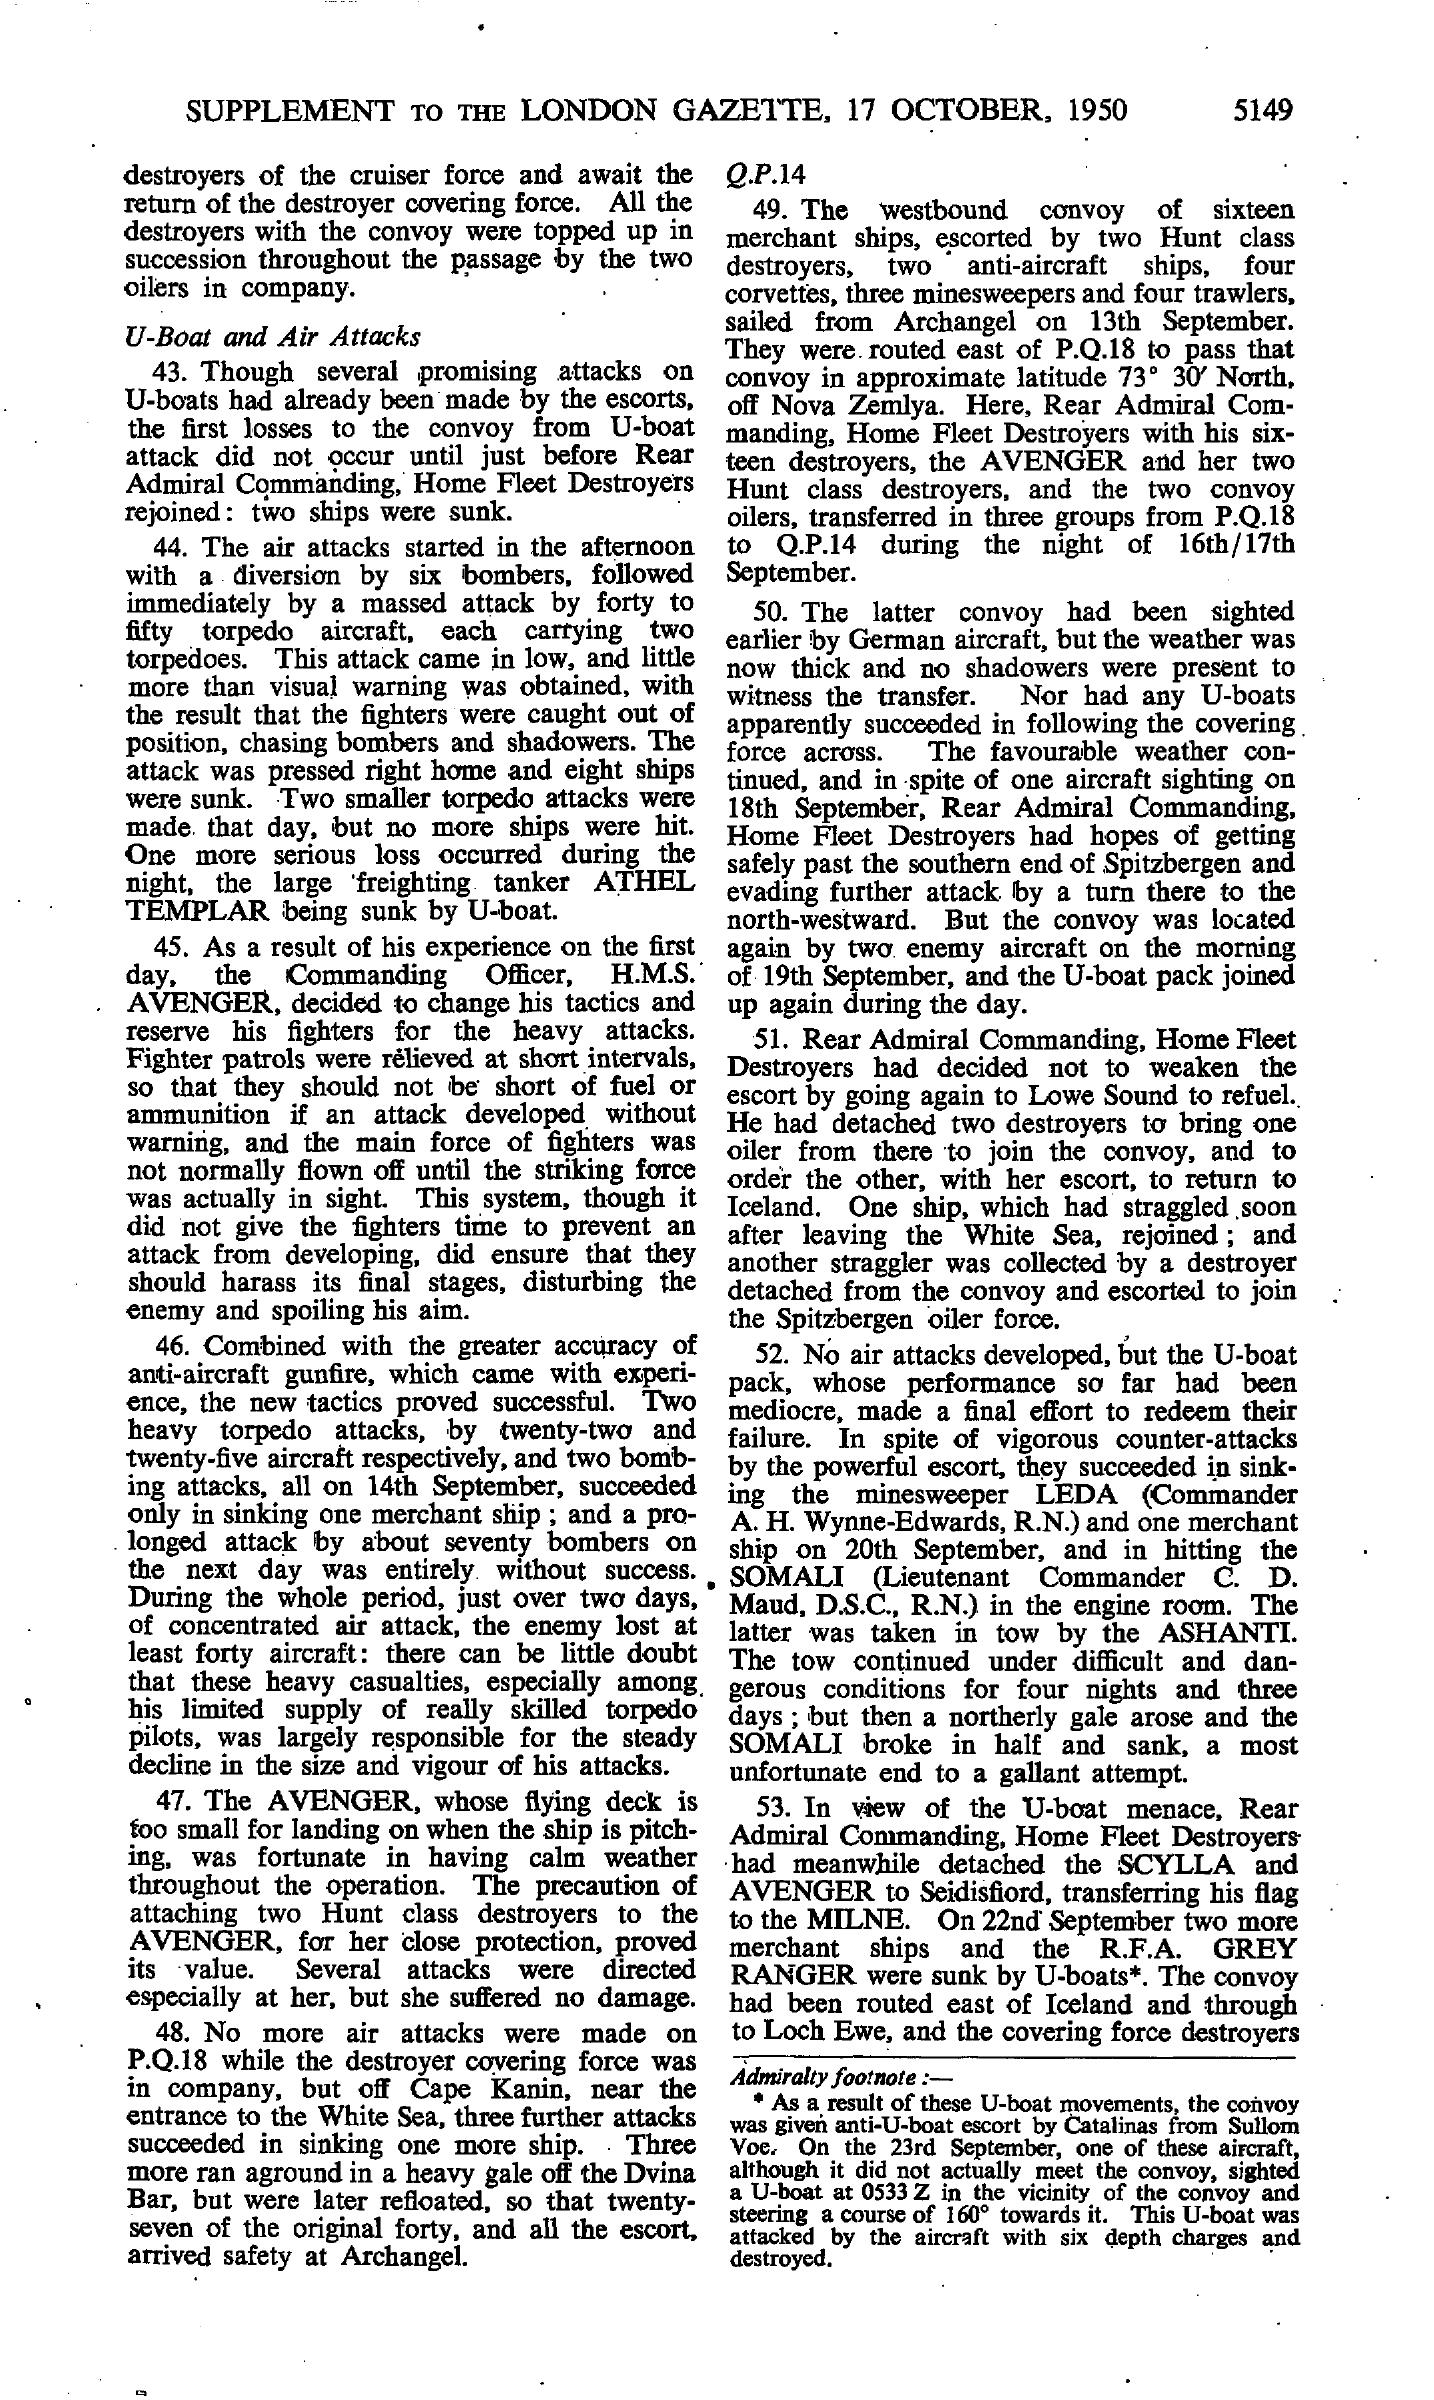 SUPPLEMENT TO THE LONDON GAZETTE, 17 OCTOBER, 1950 5149
destroyers of the cruiser force and await the
return of the destroyer covering force. All the
destroyers with the convoy were topped up in
succession throughout the passage by the two
oilers in company.
U-Boat and Air Attacks
43. Though several promising attacks on
U-boats had already been made by the escorts,
the first losses to the convoy from U-boat
attack did not occur until just before Rear
Admiral Commanding, Home Fleet Destroyers
rejoined: two ships were sunk.
44. The air attacks started in the afternoon
with a diversion by six bombers, followed
immediately by a massed attack by forty to
fifty torpedo aircraft, each carrying two
torpedoes. This attack came in low, and little
more than visual warning was obtained, with
the result that the fighters were caught out of
position, chasing bombers and shadowers. The
attack was pressed right home and eight ships
were sunk. Two smaller torpedo attacks were
made that day, but no more ships were hit.
One more serious loss occurred during the
night, the large freighting tanker ATHEL
TEMPLAR being sunk by U-boat.
45. As a result of his experience on the first
day, the Commanding Officer, H.M.S.
AVENGER, decided to change his tactics and
reserve his fighters for the heavy attacks.
Fighter patrols were relieved at short intervals,
so that they should not be short of fuel or
ammunition if an attack developed without
warning, and the main force of fighters was
not normally flown off until the striking force
was actually in sight. This system, though it
did not give the fighters time to prevent an
attack from developing, did ensure that they
should harass its final stages, disturbing the
enemy and spoiling his aim.
46. Combined with the greater accuracy of
anti-aircraft gunfire, which came with experi-
ence, the new tactics proved successful. Two
heavy torpedo attacks, by twenty-two and
twenty-five aircraft respectively, and two bomb-
ing attacks, all on 14th September, succeeded
only in sinking one merchant ship; and a pro-
longed attack by about seventy bombers on
the next day was entirely without success.
During the whole period, just over two days,
of concentrated air attack, the enemy lost at
least forty aircraft: there can be little doubt
that these heavy casualties, especially among
his limited supply of really skilled torpedo
pilots, was largely responsible for the steady
decline in the size and vigour of his attacks.
47. The AVENGER, whose flying deck is
too small for landing on when the ship is pitch-
ing, was fortunate in having calm weather
throughout the operation. The precaution of
attaching two Hunt class destroyers to the
AVENGER, for her close protection, proved
its value. Several attacks were directed
especially at her, but she suffered no damage.
48. No more air attacks were made on
P.Q.18 while the destroyer covering force was
in company, but off Cape Kanin, near the
entrance to the White Sea, three further attacks
succeeded in sinking one more ship. Three
more ran aground in a heavy gale off the Dvina
Bar, but were later refloated, so that twenty-
seven of the original forty, and all the escort,
arrived safety at Archangel.
Q.P.14
49. The westbound convoy of sixteen
merchant ships, escorted by two Hunt class
destroyers, two anti-aircraft ships, four
corvettes, three minesweepers and four trawlers,
sailed from Archangel on 13th September.
They were routed east of P.Q.18 to pass that
convoy in approximate latitude 73° 30′ North,
off Nova Zemlya. Here, Rear Admiral Com-
manding, Home Fleet Destroyers with his six-
teen destroyers, the AVENGER and her two
Hunt class destroyers, and the two convoy
oilers, transferred in three groups from P.Q.18
to Q.P.14 during the night of 16th/17th
September.
50. The latter convoy had been sighted
earlier by German aircraft, but the weather was
now thick and no shadowers were present to
witness the transfer. Nor had any U-boats
apparently succeeded in following the covering
force across. The favourable weather con-
tinued, and in spite of one aircraft sighting on
18th September, Rear Admiral Commanding,
Home Fleet Destroyers had hopes of getting
safely past the southern end of Spitzbergen and
evading further attack by a turn there to the
north-westward. But the convoy was located
again by two enemy aircraft on the morning
of 19th September, and the U-boat pack joined
up again during the day.
51. Rear Admiral Commanding, Home Fleet
Destroyers had decided not to weaken the
escort by going again to Lowe Sound to refuel.
He had detached two destroyers to bring one
oiler from there to join the convoy, and to
order the other, with her escort, to return to
Iceland. One ship, which had straggled soon
after leaving the White Sea, rejoined; and
another straggler was collected by a destroyer
detached from the convoy and escorted to join
the Spitzbergen oiler force.
52. No air attacks developed, but the U-boat
pack, whose performance so far had been
mediocre, made a final effort to redeem their
failure. In spite of vigorous counter-attacks
by the powerful escort, they succeeded in sink-
ing the minesweeper LEDA (Commander
A. H. Wynne-Edwards, R.N.) and one merchant
ship on 20th September, and in hitting the
SOMALI (Lieutenant Commander C. D.
Maud, D.S.C., R.N.) in the engine room. The
latter was taken in tow by the ASHANTI.
The tow continued under difficult and dan-
gerous conditions for four nights and three
days; but then a northerly gale arose and the
SOMALI broke in half and sank, a most
unfortunate end to a gallant attempt.
53. In view of the U-boat menace, Rear
Admiral Commanding, Home Fleet Destroyers
had meanwhile detached the SCYLLA and
AVENGER to Seidisfiord, transferring his flag
to the MILNE. On 22nd September two more
merchant ships and the R.F.A. GREY
RANGER were sunk by U-boats*. The convoy
had been routed east of Iceland and through
to Loch Ewe, and the covering force destroyers
Admiralty footnote:—
* As a result of these U-boat movements, the convoy
was given anti-U-boat escort by Catalinas from Sullom
Voe. On the 23rd September, one of these aircraft,
although it did not actually meet the convoy, sighted
a U-boat at 0533 Z in the vicinity of the convoy and
steering a course of 160° towards it. This U-boat was
attacked by the aircraft with six depth charges and
destroyed.